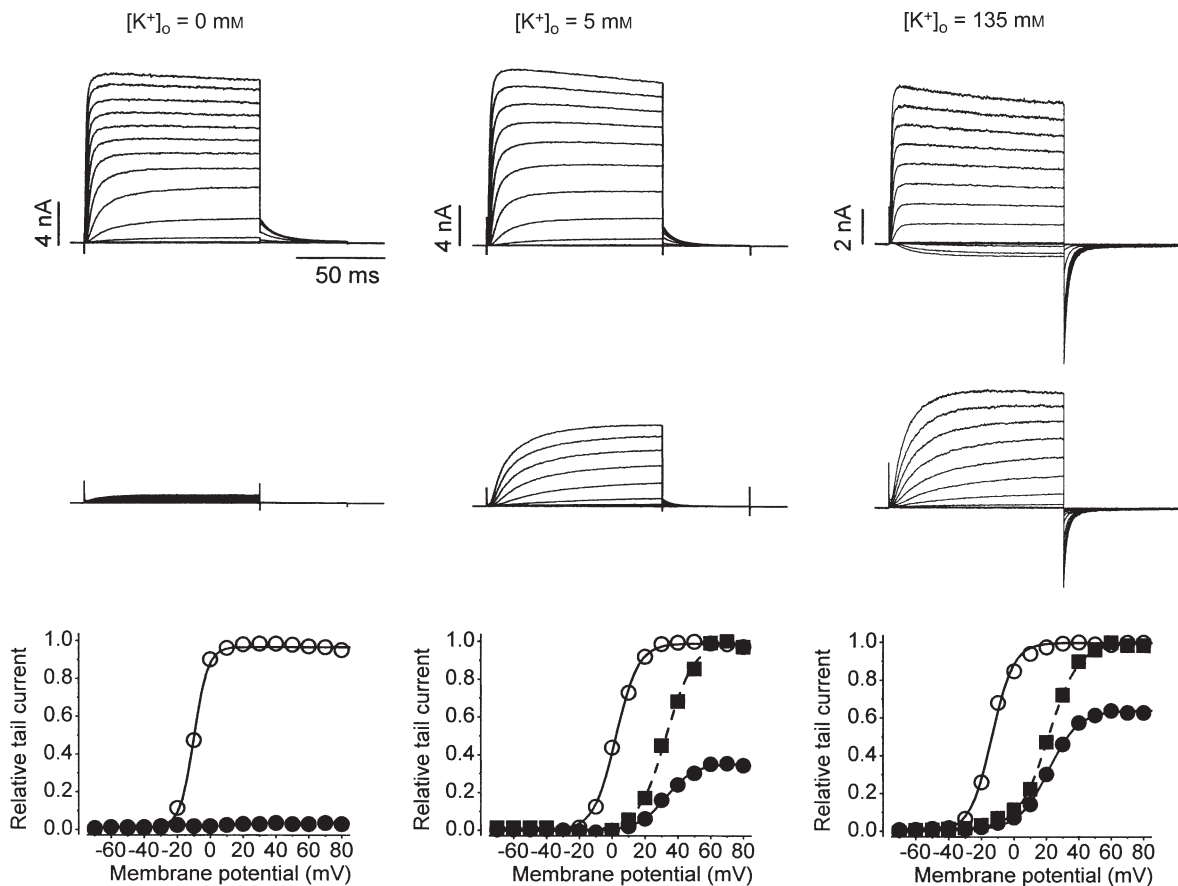 [K⁺]ₒ = 0 mM
[K⁺]ₒ = 5 mM
[K⁺]ₒ = 135 mM
4 nA
50 ms
4 nA
2 nA
Relative tail current
1.0
0.8
0.6
0.4
0.2
0.0
-60 -40 -20 0 20 40 60 80
Membrane potential (mV)
Relative tail current
1.0
0.8
0.6
0.4
0.2
0.0
-60 -40 -20 0 20 40 60 80
Membrane potential (mV)
Relative tail current
1.0
0.8
0.6
0.4
0.2
0.0
-60 -40 -20 0 20 40 60 80
Membrane potential (mV)